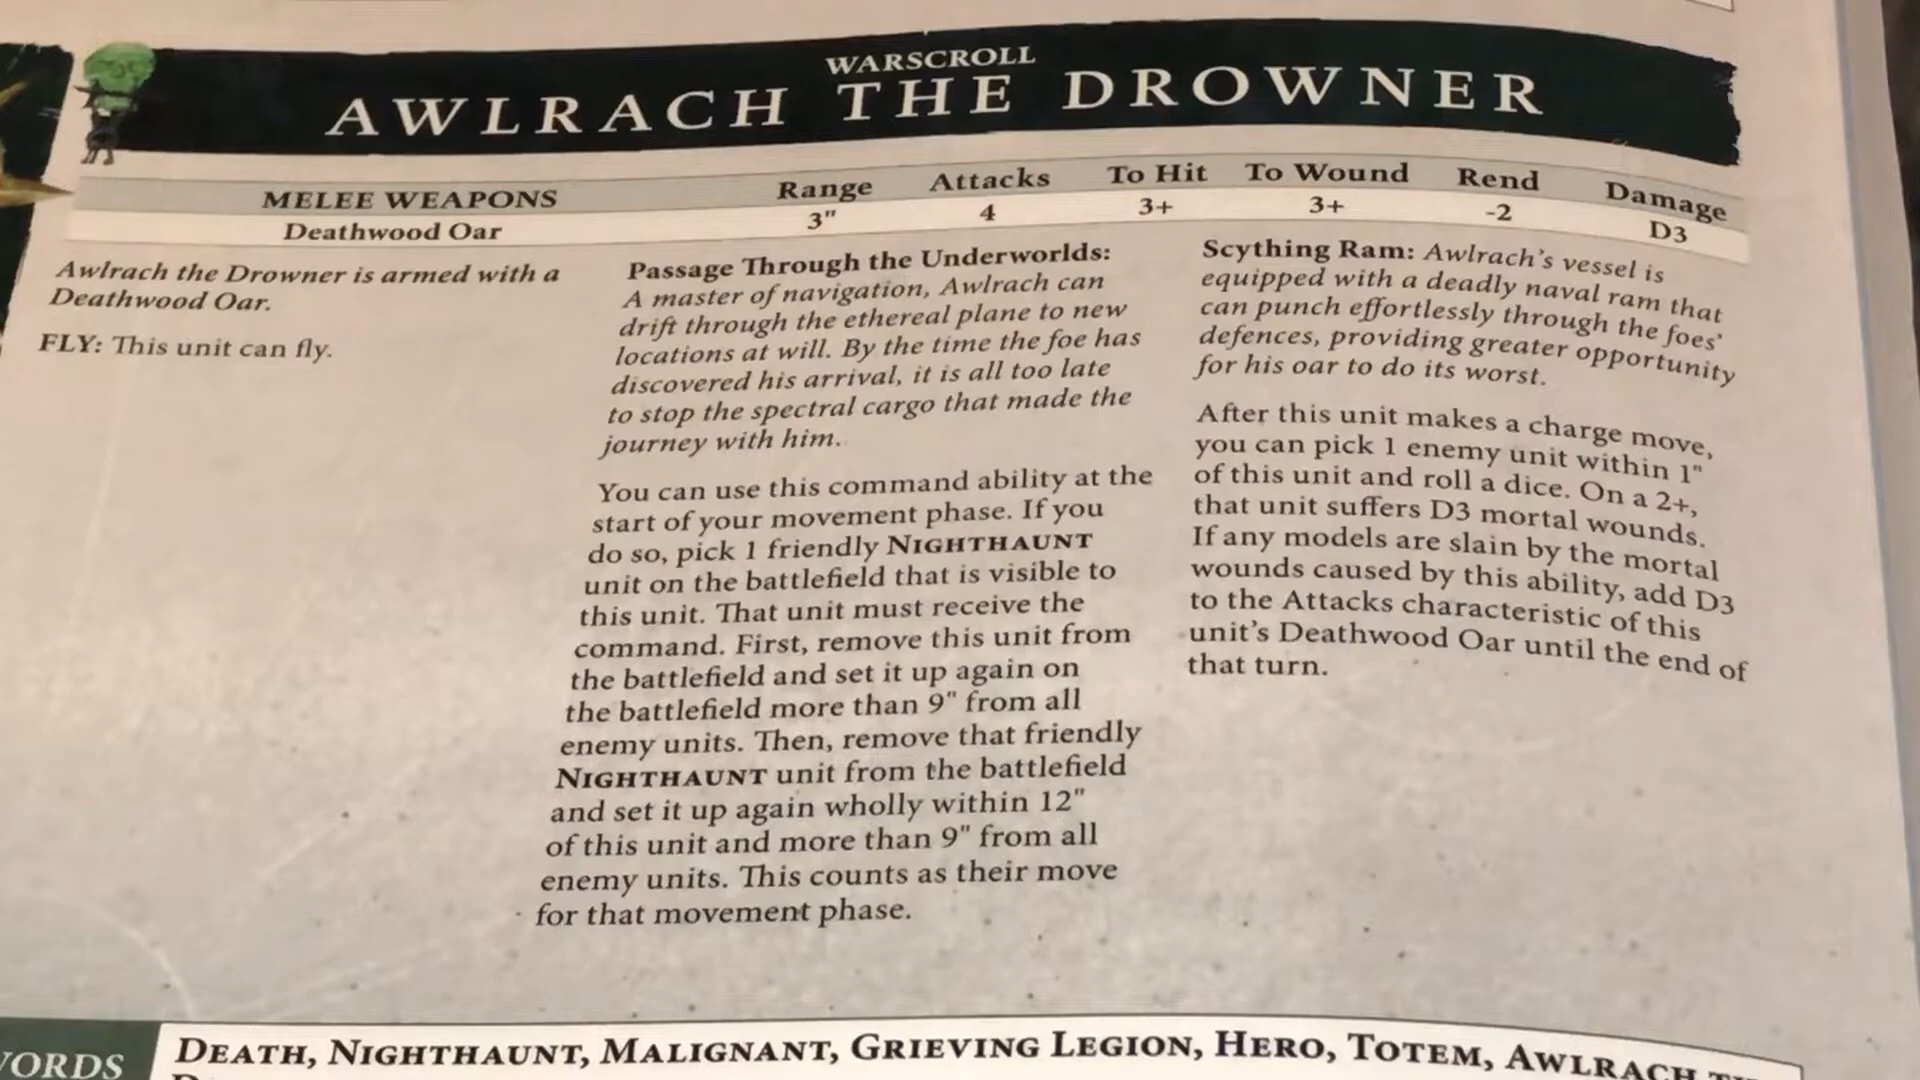 WARSCROLL
AWLRACH THE DROWNER
MELEE WEAPONS Range Attacks To Hit To Wound Rend Damage
Deathwood Oar 3" 4 3+ 3+ -2 D3
Awlrach the Drowner is armed with a
Deathwood Oar.
FLY: This unit can fly.
Passage Through the Underworlds:
A master of navigation, Awlrach can
drift through the ethereal plane to new
locations at will. By the time the foe has
discovered his arrival, it is all too late
to stop the spectral cargo that made the
journey with him.
You can use this command ability at the
start of your movement phase. If you
do so, pick 1 friendly NIGHTHAUNT
unit on the battlefield that is visible to
this unit. That unit must receive the
command. First, remove this unit from
the battlefield and set it up again on
the battlefield more than 9" from all
enemy units. Then, remove that friendly
NIGHTHAUNT unit from the battlefield
and set it up again wholly within 12"
of this unit and more than 9" from all
enemy units. This counts as their move
for that movement phase.
Scything Ram: Awlrach's vessel is
equipped with a deadly naval ram that
can punch effortlessly through the foes'
defences, providing greater opportunity
for his oar to do its worst.
After this unit makes a charge move,
you can pick 1 enemy unit within 1"
of this unit and roll a dice. On a 2+,
that unit suffers D3 mortal wounds.
If any models are slain by the mortal
wounds caused by this ability, add D3
to the Attacks characteristic of this
unit's Deathwood Oar until the end of
that turn.
WORDS DEATH, NIGHTHAUNT, MALIGNANT, GRIEVING LEGION, HERO, TOTEM, AWLRACH